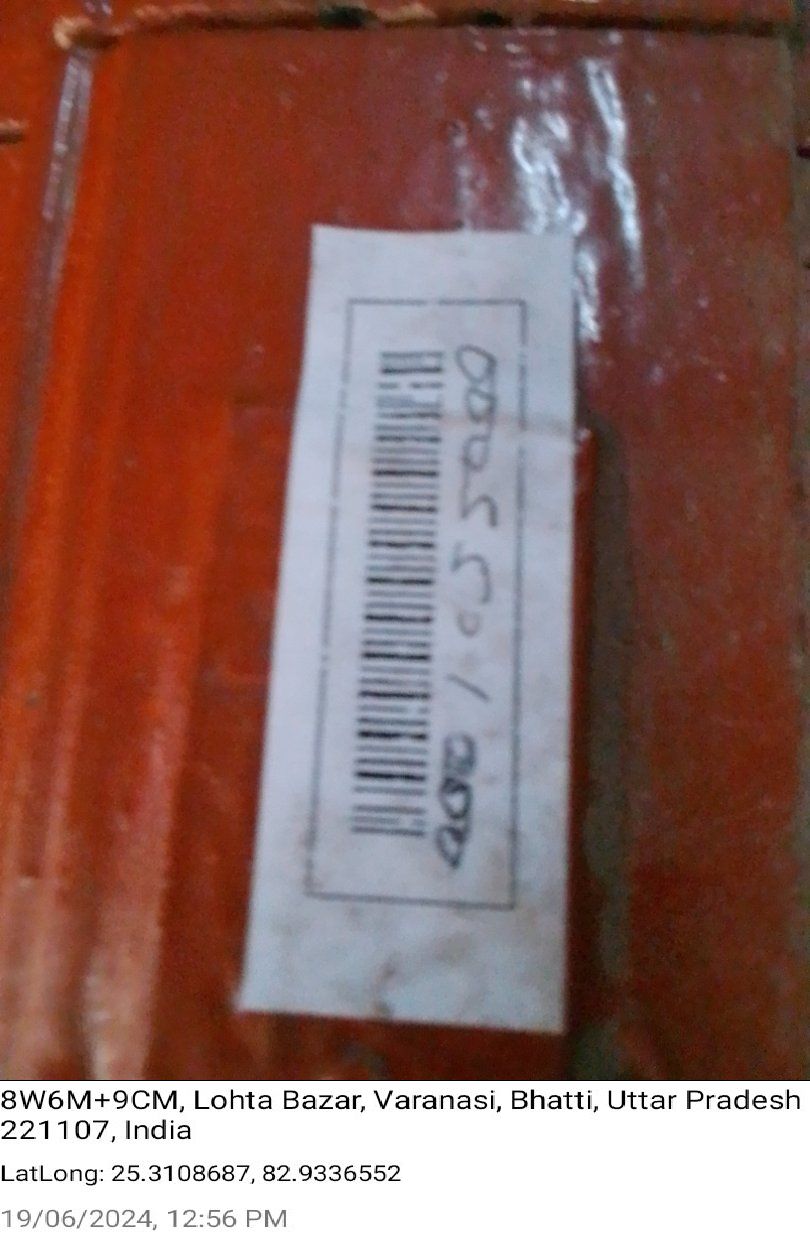 8W6M+9CM, Lohta Bazar, Varanasi, Bhatti, Uttar Pradesh
221107, India
LatLong: 25.3108687, 82.9336552
19/06/2024, 12:56 PM